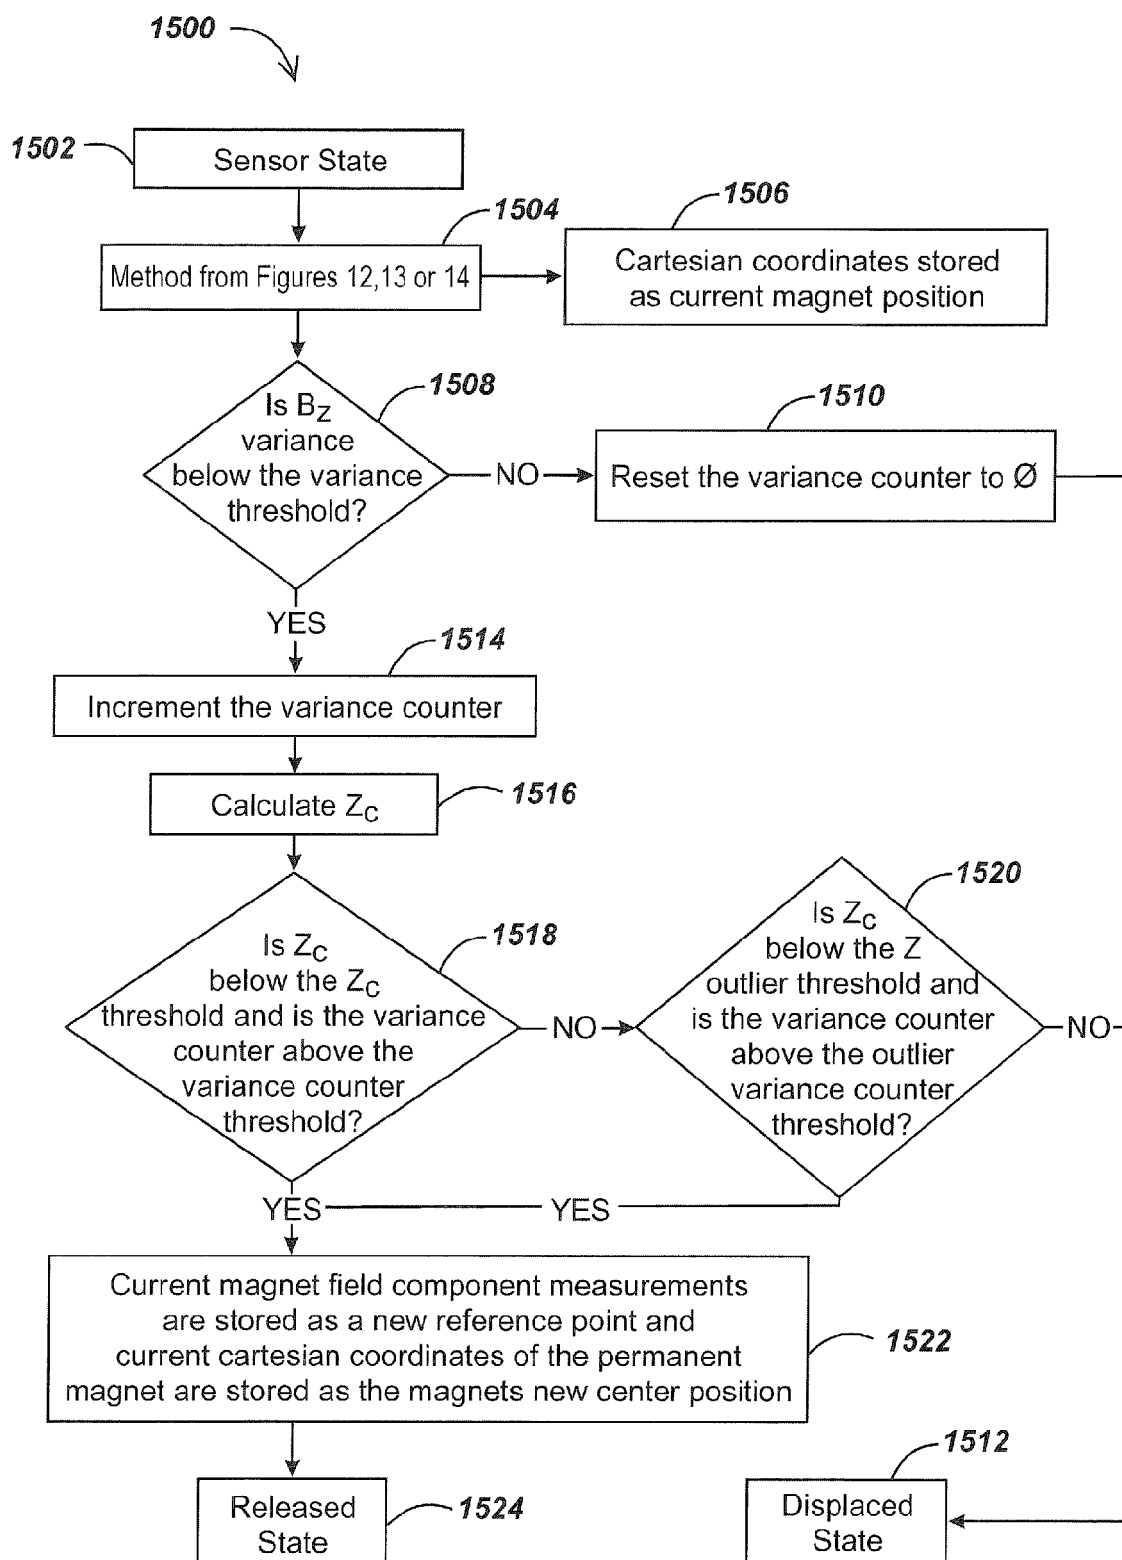 1500
1502
Sensor State
1504
Method from Figures 12,13 or 14
1506
Cartesian coordinates stored
as current magnet position
1508
Is BZ
variance
below the variance
threshold?
NO
1510
Reset the variance counter to Ø
YES
1514
Increment the variance counter
1516
Calculate ZC
1518
Is ZC
below the ZC
threshold and is the variance
counter above the
variance counter
threshold?
NO
1520
Is ZC
below the Z
outlier threshold and
is the variance counter
above the outlier
variance counter
threshold?
NO
YES
YES
Current magnet field component measurements
are stored as a new reference point and
current cartesian coordinates of the permanent
magnet are stored as the magnets new center position
1522
1512
Released
State
1524
Displaced
State